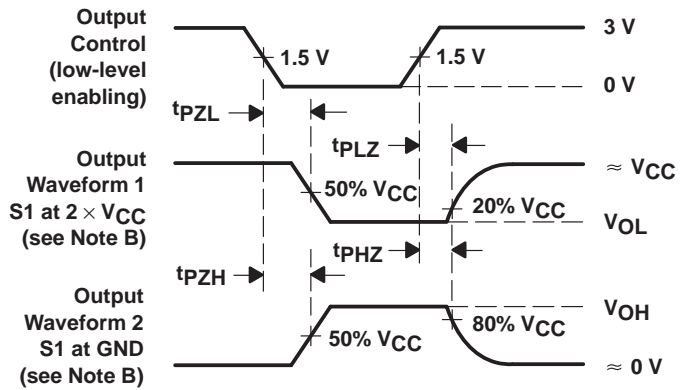 Output
Control
(low-level
enabling)
1.5 V
1.5 V
3 V
0 V
tPZL
tPLZ
Output
Waveform 1
S1 at 2 × VCC
(see Note B)
50% VCC
20% VCC
≈ VCC
VOL
tPZH
tPHZ
Output
Waveform 2
S1 at GND
(see Note B)
50% VCC
80% VCC
VOH
≈ 0 V